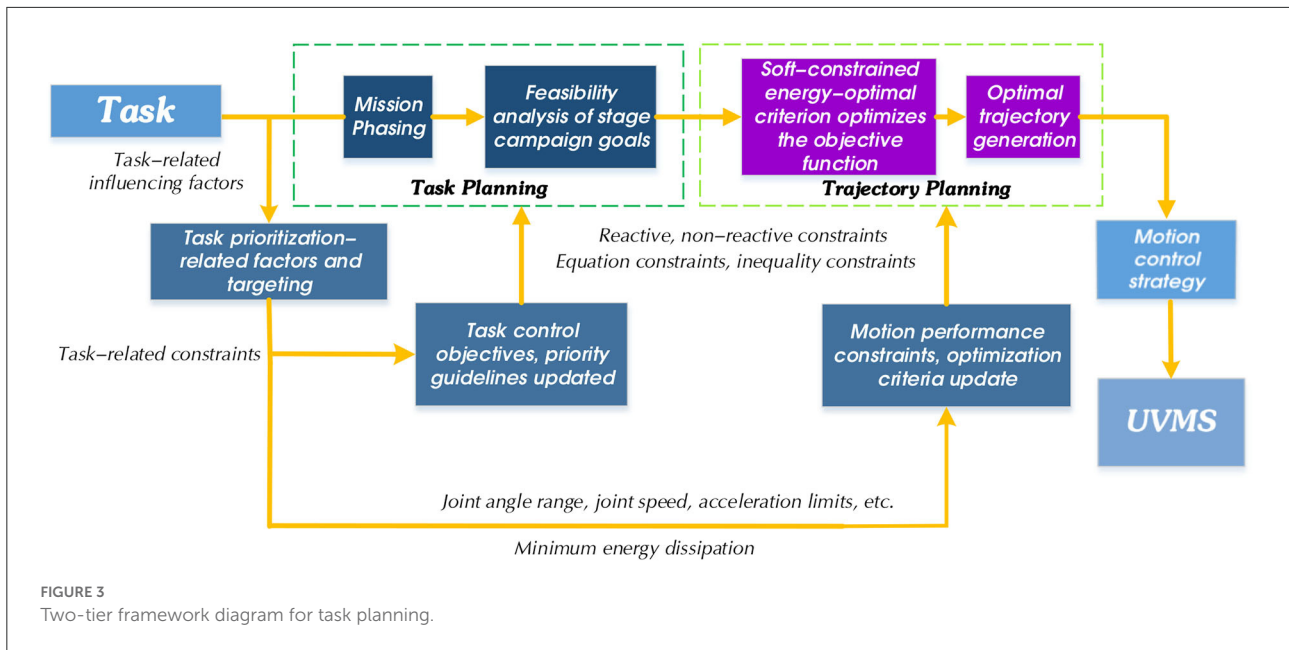 Task
Mission
Phasing
Feasibility
analysis of stage
campaign goals
Task Planning
Soft−constrained
energy−optimal
criterion optimizes
the objective
function
Optimal
trajectory
generation
Trajectory Planning
Task−related
influencing factors
Task prioritization−
related factors and
targeting
Reactive, non−reactive constraints
Equation constraints, inequality constraints
Motion
control
strategy
Task−related constraints
Task control
objectives, priority
guidelines updated
Motion performance
constraints, optimization
criteria update
UVMS
Joint angle range, joint speed, acceleration limits, etc.
Minimum energy dissipation
FIGURE 3
Two-tier framework diagram for task planning.